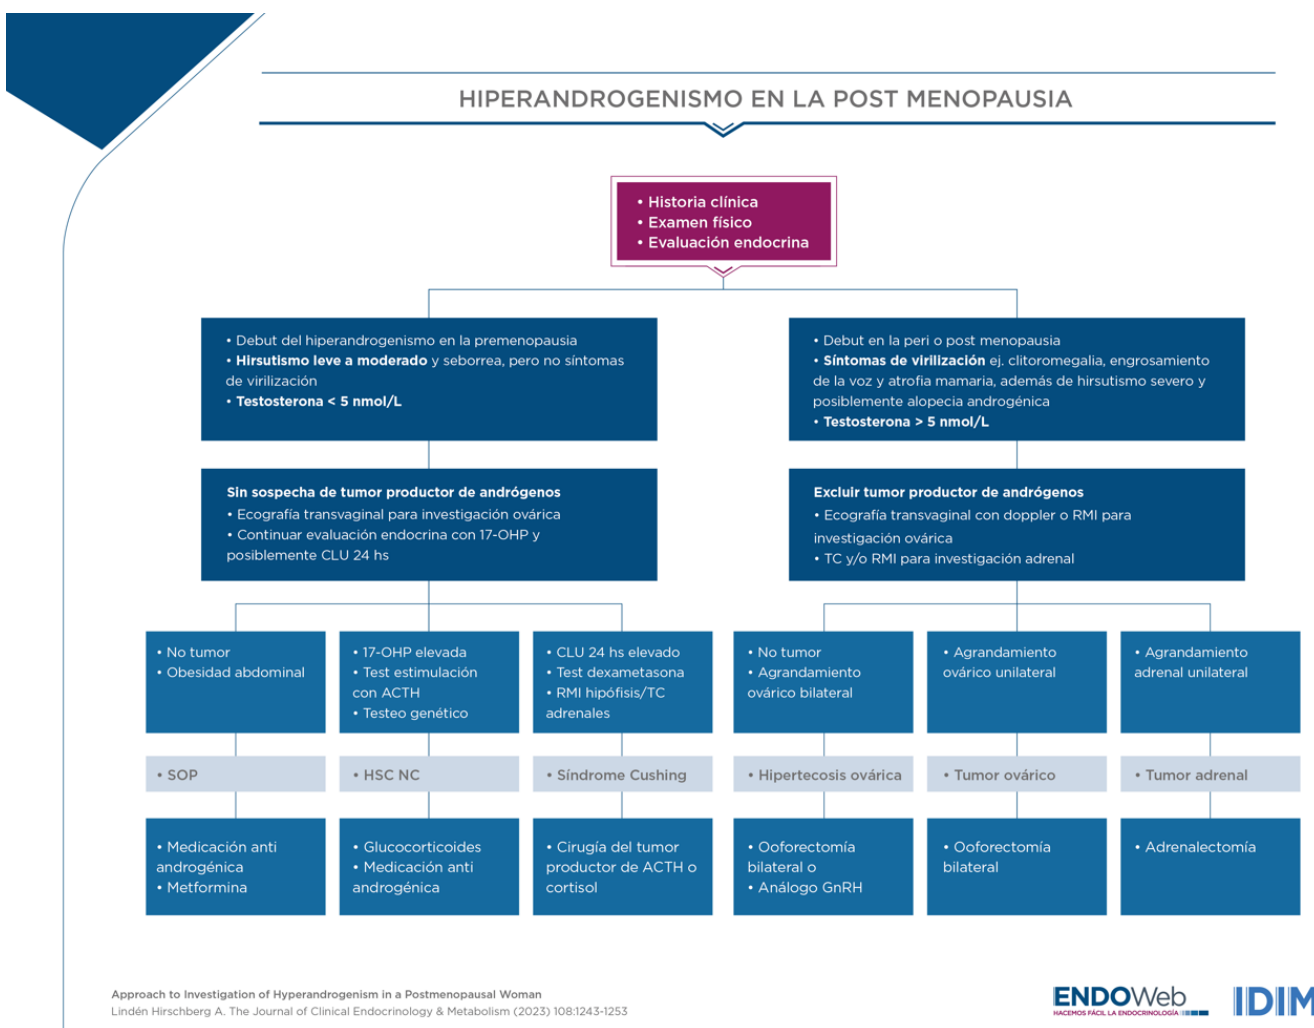 HIPERANDROGENISMO EN LA POST MENOPAUSIA
• Historia clínica
• Examen físico
• Evaluación endocrina
• Debut del hiperandrogenismo en la premenopausia
• Hirsutismo leve a moderado y seborrea, pero no síntomas
de virilización
• Testosterona < 5 nmol/L
• Debut en la peri o post menopausia
• Síntomas de virilización ej. clitoromegalia, engrosamiento
de la voz y atrofia mamaria, además de hirsutismo severo y
posiblemente alopecia androgénica
• Testosterona > 5 nmol/L
Sin sospecha de tumor productor de andrógenos
• Ecografía transvaginal para investigación ovárica
• Continuar evaluación endocrina con 17-OHP y
posiblemente CLU 24 hs
Excluir tumor productor de andrógenos
• Ecografía transvaginal con doppler o RMI para
investigación ovárica
• TC y/o RMI para investigación adrenal
• No tumor
• Obesidad abdominal
• 17-OHP elevada
• Test estimulación
con ACTH
• Testeo genético
• CLU 24 hs elevado
• Test dexametasona
• RMI hipófisis/TC
adrenales
• No tumor
• Agrandamiento
ovárico bilateral
• Agrandamiento
ovárico unilateral
• Agrandamiento
adrenal unilateral
• SOP
• HSC NC
• Síndrome Cushing
• Hipertecosis ovárica
• Tumor ovárico
• Tumor adrenal
• Medicación anti
androgénica
• Metformina
• Glucocorticoides
• Medicación anti
androgénica
• Cirugía del tumor
productor de ACTH o
cortisol
• Ooforectomía
bilateral o
• Análogo GnRH
• Ooforectomía
bilateral
• Adrenalectomía
Approach to Investigation of Hyperandrogenism in a Postmenopausal Woman
Lindén Hirschberg A. The Journal of Clinical Endocrinology & Metabolism (2023) 108:1243-1253
ENDOWeb
HACEMOS FÁCIL LA ENDOCRINOLOGÍA
IDIM